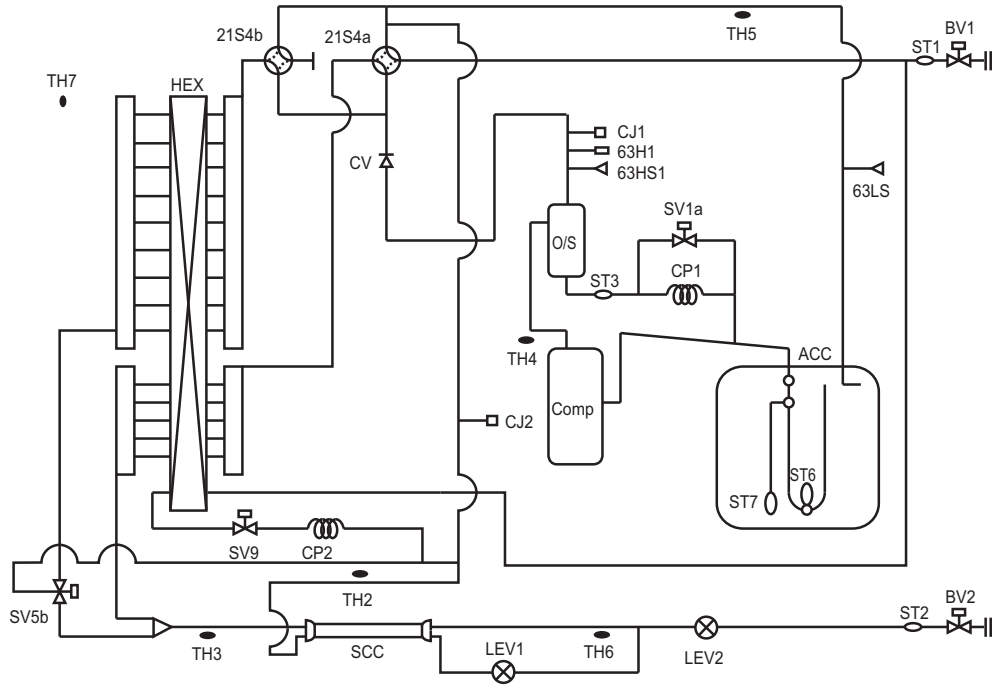 21S4b
21S4a
TH5
ST1
BV1
TH7
HEX
CV
CJ1
63H1
63HS1
63LS
SV1a
O/S
ST3
CP1
TH4
ACC
Comp
CJ2
ST7
ST6
SV9
CP2
TH2
SV5b
TH3
SCC
LEV1
TH6
LEV2
ST2
BV2